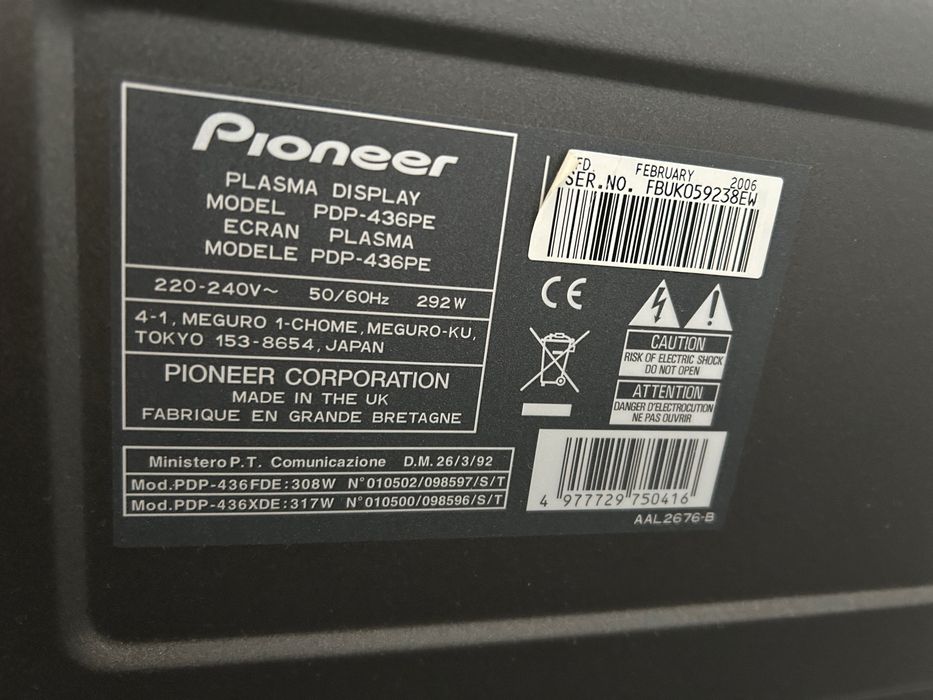 Pioneer
PLASMA DISPLAY
MODEL PDP-436PE
ECRAN PLASMA
MODELE PDP-436PE
220-240V~ 50/60Hz 292W
4-1, MEGURO 1-CHOME, MEGURO-KU,
TOKYO 153-8654, JAPAN
PIONEER CORPORATION
MADE IN THE UK
FABRIQUE EN GRANDE BRETAGNE
Ministero P.T. Comunicazione D.M. 26/3/92
Mod.PDP-436FDE:308W N°010502/098597/S/T
Mod.PDP-436XDE:317W N°010500/098596/S/T
FD FEBRUARY 2006
SER.NO. FBUK059238EW
CE
CAUTION
RISK OF ELECTRIC SHOCK
DO NOT OPEN
ATTENTION
DANGER D'ELECTROCUTION
NE PAS OUVRIR
4 977729 750416
AAL2676-B